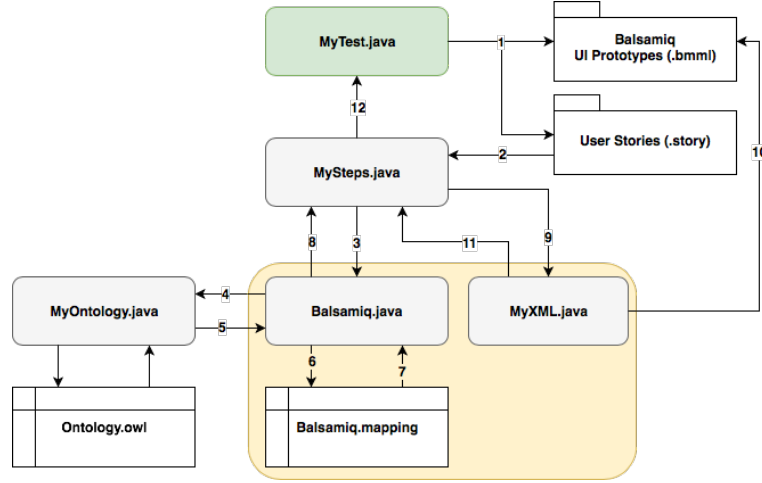 MyTest.java
1
Balsamiq
UI Prototypes (.bmml)
12
2
User Stories (.story)
10
MySteps.java
8
3
11
9
MyOntology.java
4
5
Balsamiq.java
MyXML.java
6
7
Ontology.owl
Balsamiq.mapping